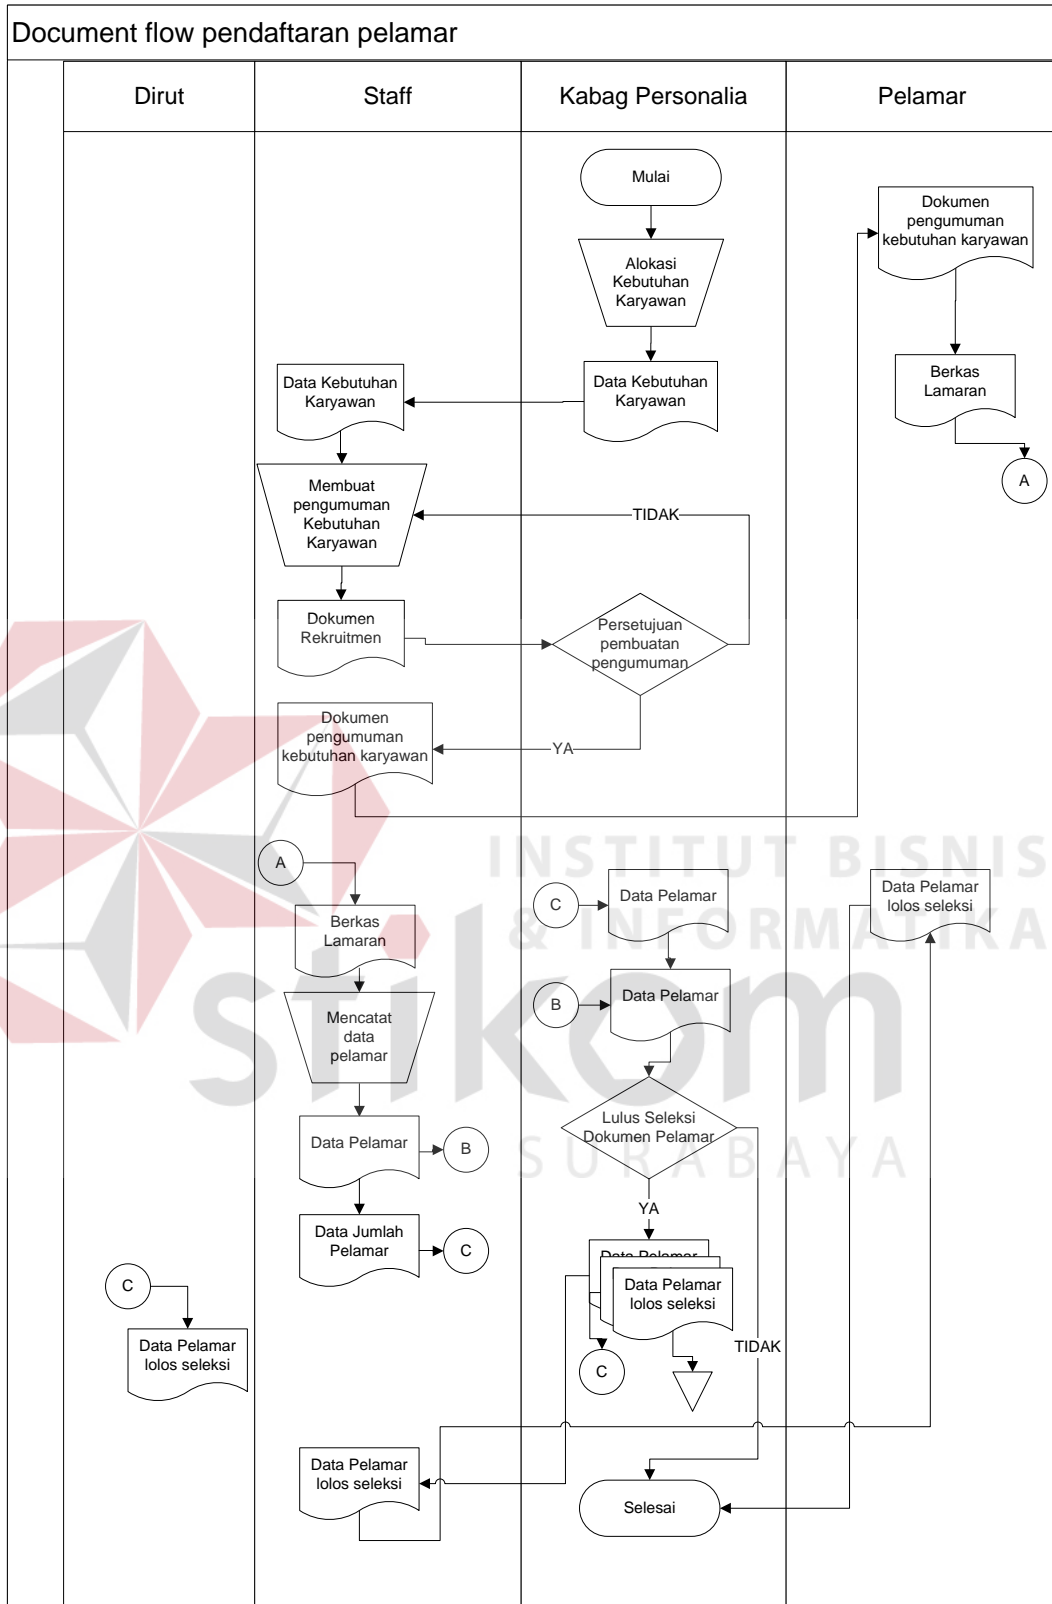 Document flow pendaftaran pelamar
Dirut
Staff
Kabag Personalia
Pelamar
Mulai
Alokasi
Kebutuhan
Karyawan
Dokumen
pengumuman
kebutuhan karyawan
Data Kebutuhan
Karyawan
Data Kebutuhan
Karyawan
Berkas
Lamaran
A
Membuat
pengumuman
Kebutuhan
Karyawan
TIDAK
Dokumen
Rekruitmen
Persetujuan
pembuatan
pengumuman
Dokumen
pengumuman
kebutuhan karyawan
YA
INSTITUT BISNIS
& INFORMATIKA
stikom
SURABAYA
A
Berkas
Lamaran
C
Data Pelamar
Data Pelamar
lolos seleksi
B
Data Pelamar
Mencatat
data
pelamar
Lulus Seleksi
Dokumen Pelamar
Data Pelamar
B
YA
Data Jumlah
Pelamar
C
Data Pelamar
Data Pelamar
lolos seleksi
C
Data Pelamar
lolos seleksi
C
TIDAK
Data Pelamar
lolos seleksi
Selesai